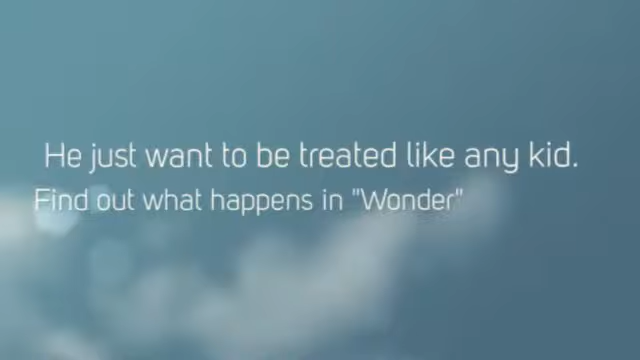 He just want to be treated like any kid.
Find out what happens in "Wonder"